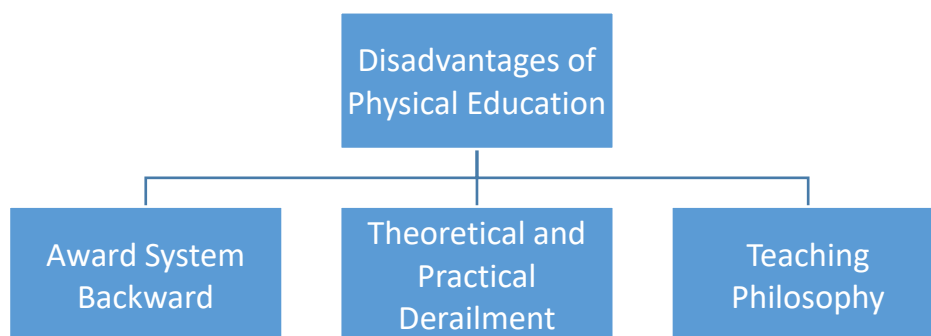 Disadvantages of
Physical Education
Award System
Backward
Theoretical and
Practical
Derailment
Teaching
Philosophy